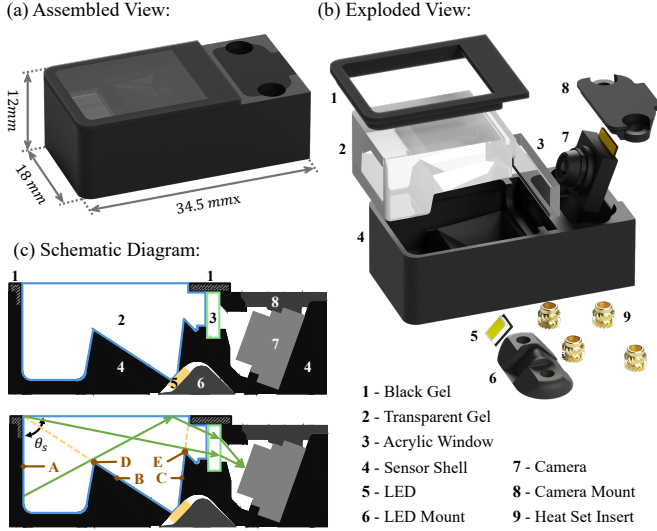 (a) Assembled View:
12mm
18 mm
34.5 mmx
(b) Exploded View:
1
2
3
4
5
6
7
8
9
(c) Schematic Diagram:
1 1
2
3
4
5
6
7
8
4
θs
A
B
C
D
E
1 - Black Gel
2 - Transparent Gel
3 - Acrylic Window
4 - Sensor Shell
5 - LED
6 - LED Mount
7 - Camera
8 - Camera Mount
9 - Heat Set Insert